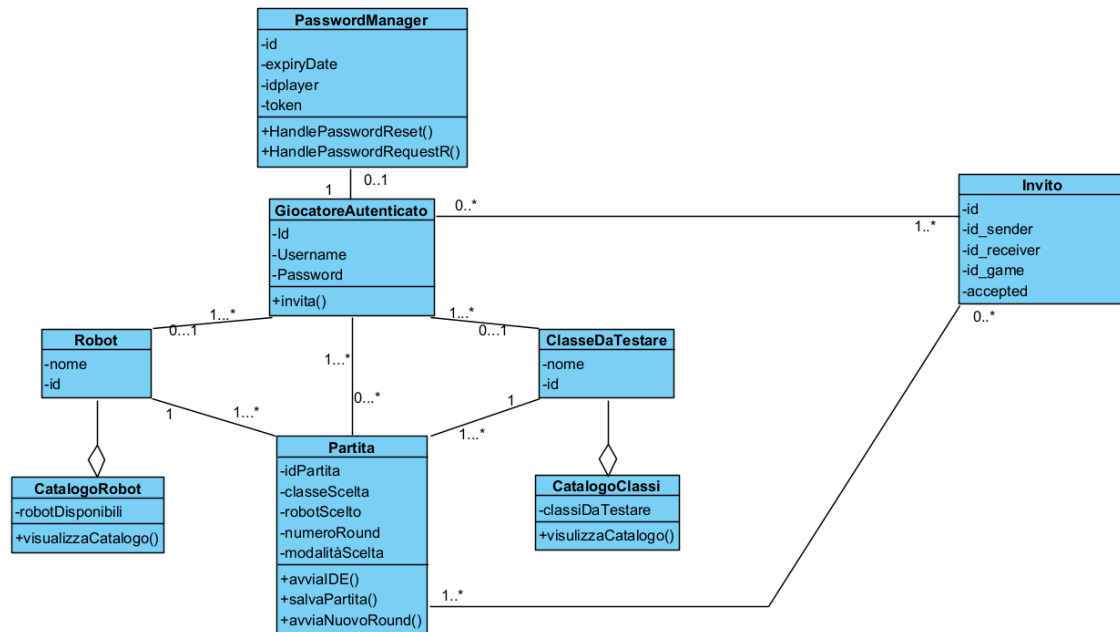 PasswordManager
-id
-expiryDate
-idplayer
-token
+HandlePasswordReset()
+HandlePasswordRequestR()
1
0..1
GiocatoreAutenticato
-Id
-Username
-Password
+invita()
0..*
1..*
Invito
-id
-id_sender
-id_receiver
-id_game
-accepted
0..*
1...*
0...1
1...*
0...1
Robot
-nome
-id
1...*
0...*
ClasseDaTestare
-nome
-id
1
1...*
1
1...*
CatalogoRobot
-robotDisponibili
+visualizzaCatalogo()
Partita
-idPartita
-classeScelta
-robotScelto
-numeroRound
-modalitàScelta
+avviaIDE()
+salvaPartita()
+avviaNuovoRound()
1..*
CatalogoClassi
-classiDaTestare
+visulizzaCatalogo()